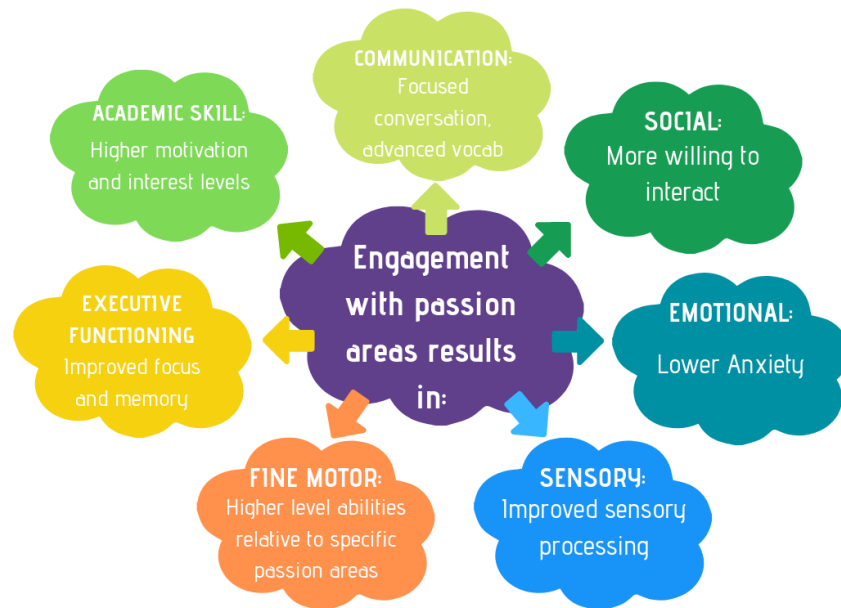 COMMUNICATION:
Focused
conversation,
advanced vocab
ACADEMIC SKILL:
Higher motivation
and interest levels
SOCIAL:
More willing to
interact
Engagement
with passion
areas results
in:
EXECUTIVE
FUNCTIONING
Improved focus
and memory
EMOTIONAL:
Lower Anxiety
FINE MOTOR:
Higher level abilities
relative to specific
passion areas
SENSORY:
Improved sensory
processing